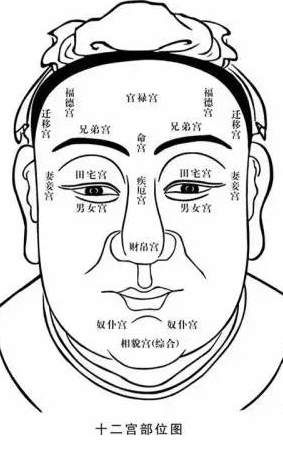 福德宫
官禄宫
福德宫
迁移宫
迁移宫
兄弟宫
命宫
兄弟宫
妻妾宫
田宅宫
疾厄宫
田宅宫
妻妾宫
男女宫
男女宫
财帛宫
奴仆宫
奴仆宫
相貌宫(综合)
十二宫部位图